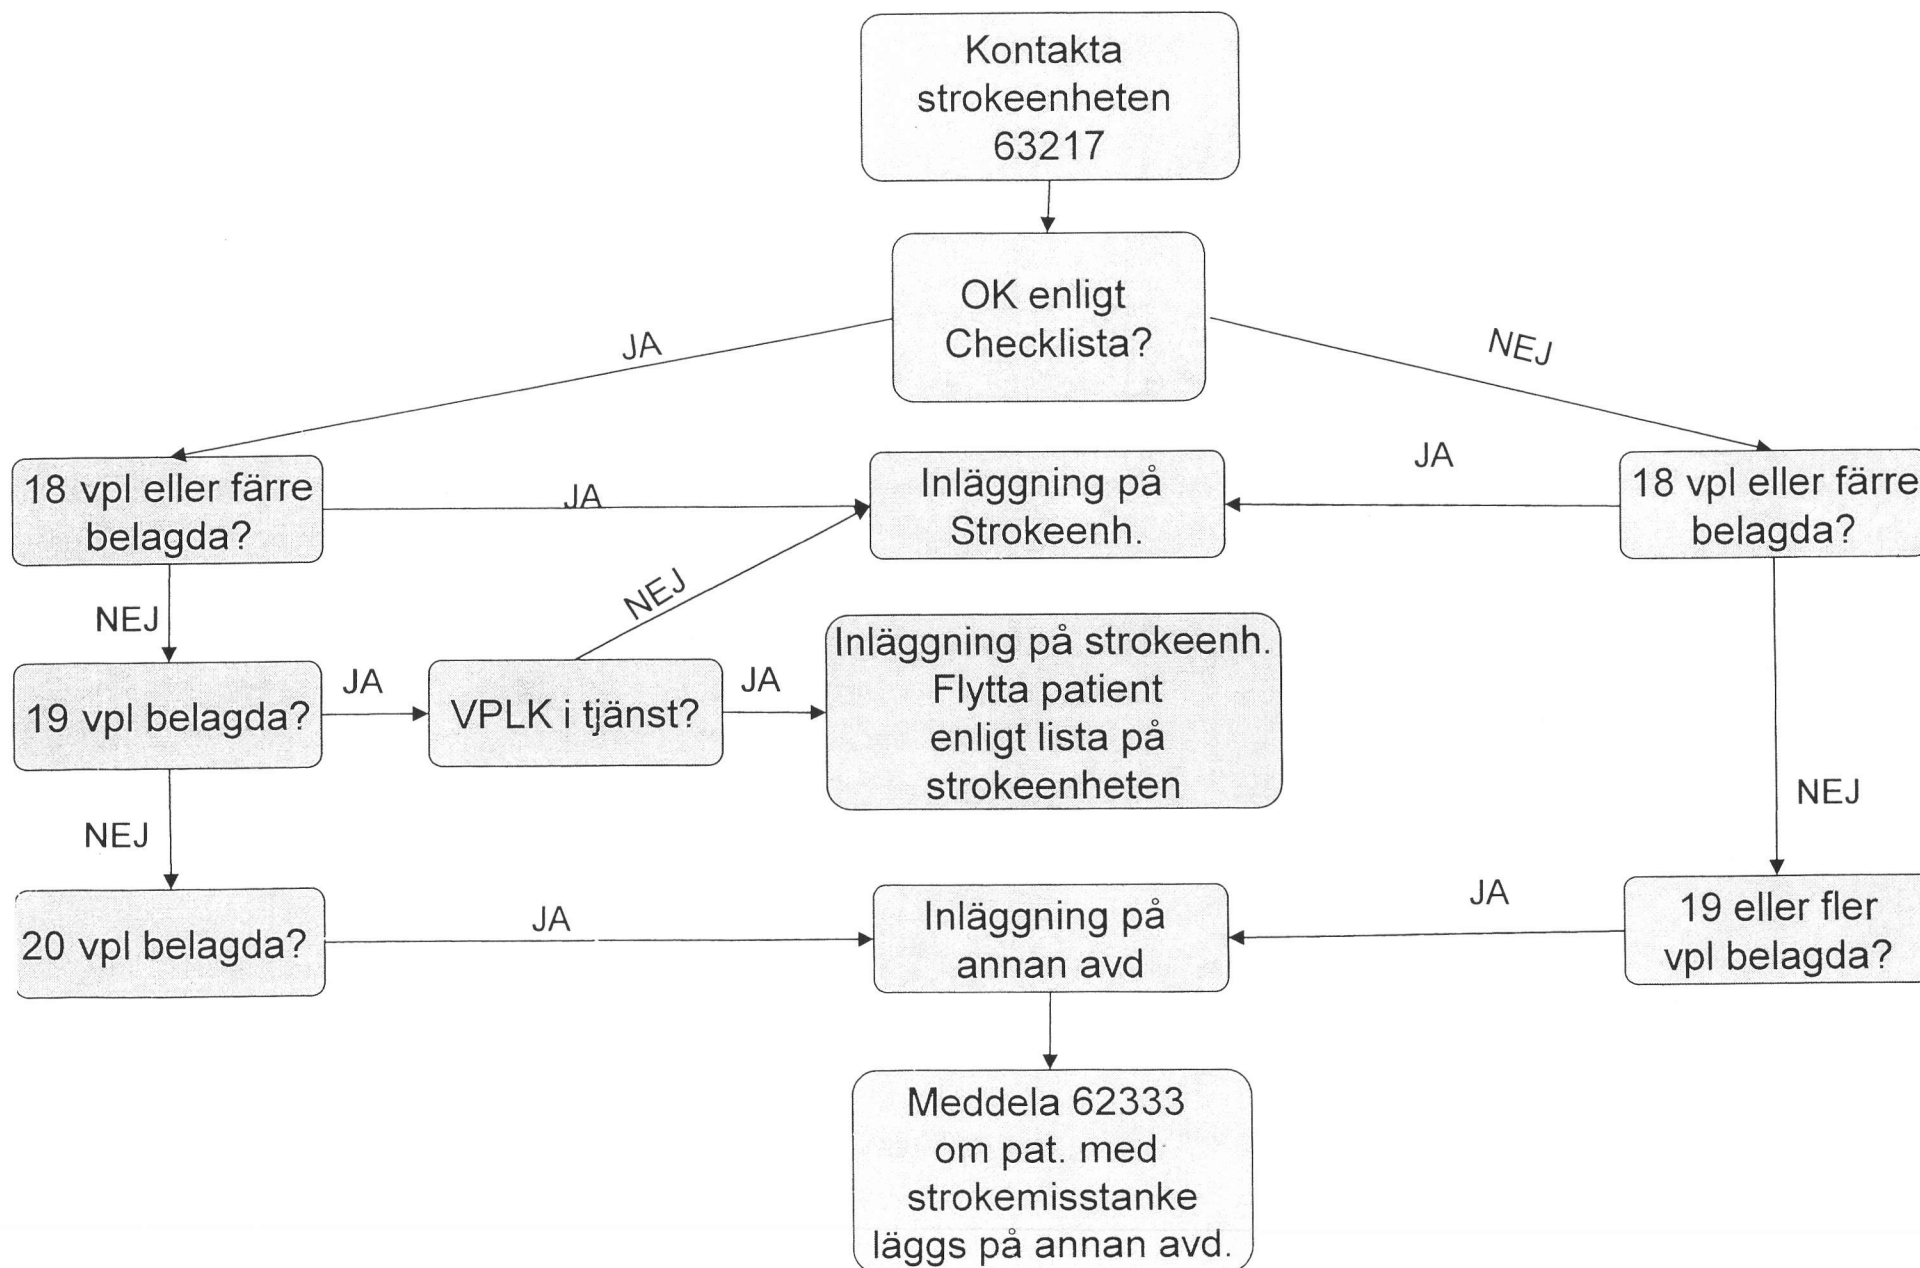 Kontakta
strokeenheten
63217
OK enligt
Checklista?
JA
NEJ
18 vpl eller färre
belagda?
JA
Inläggning på
Strokeenh.
JA
18 vpl eller färre
belagda?
NEJ
NEJ
19 vpl belagda?
JA
VPLK i tjänst?
JA
Inläggning på strokeenh.
Flytta patient
enligt lista på
strokeenheten
NEJ
NEJ
20 vpl belagda?
JA
Inläggning på
annan avd
JA
19 eller fler
vpl belagda?
Meddela 62333
om pat. med
strokemisstanke
läggs på annan avd.